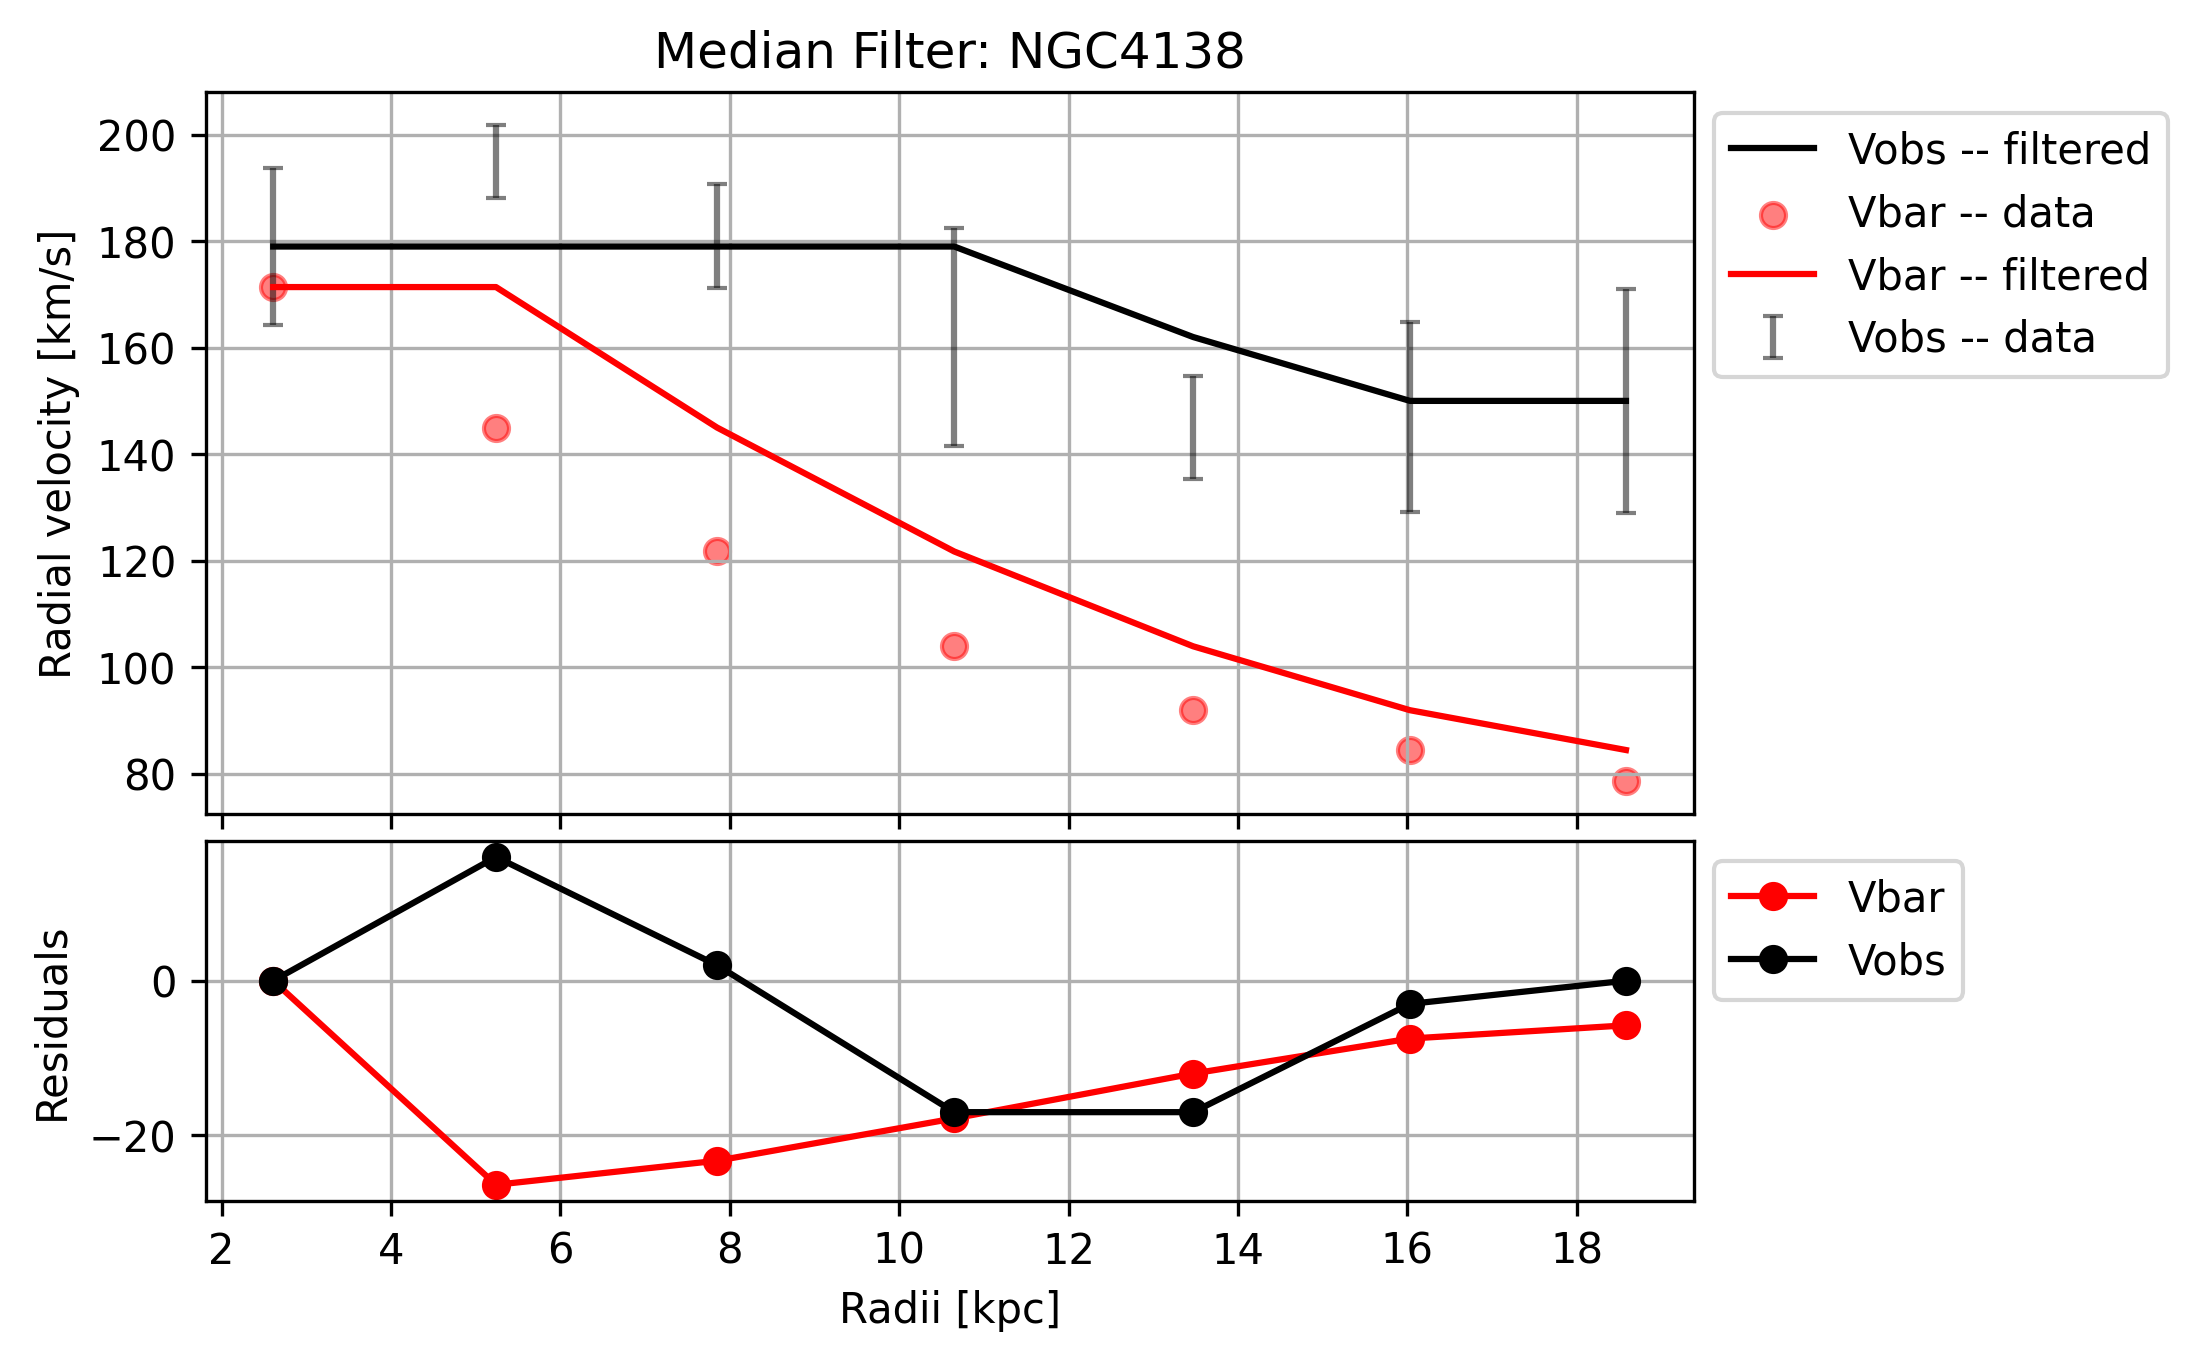 Median Filter: NGC4138
Radial velocity [km/s]
200
180
160
140
120
100
80
Vobs -- filtered
Vbar -- data
Vbar -- filtered
Vobs -- data
Residuals
0
−20
Vbar
Vobs
2 4 6 8 10 12 14 16 18
Radii [kpc]